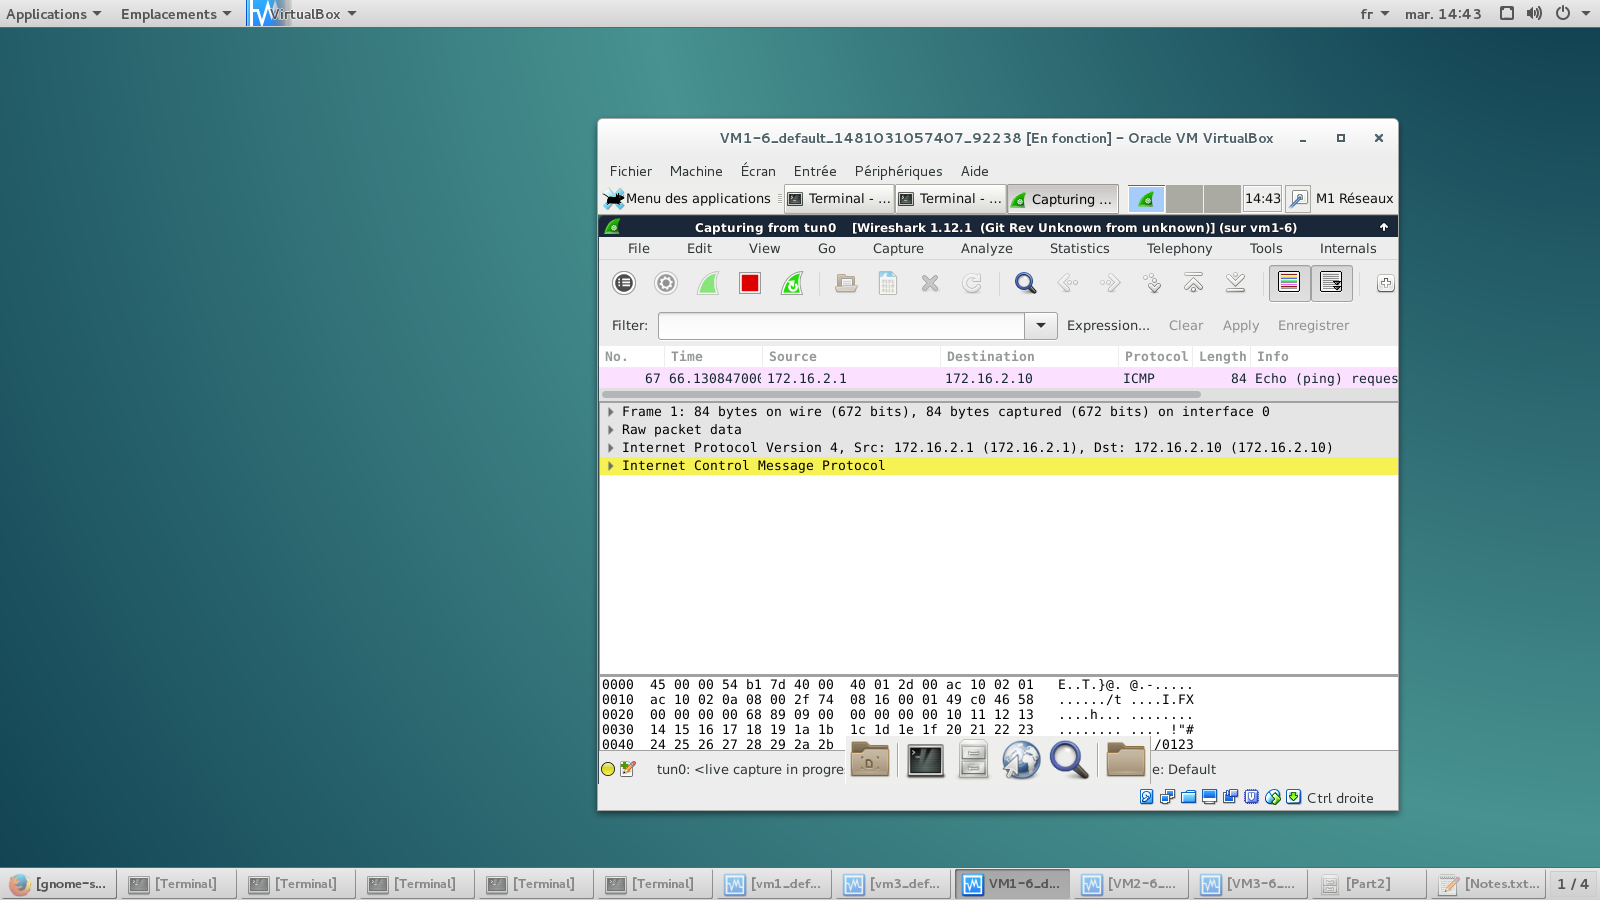 Applications Emplacements VirtualBox fr mar. 14:43
VM1-6_default_1481031057407_92238 [En fonction] - Oracle VM VirtualBox
Fichier Machine Écran Entrée Périphériques Aide
Menu des applications Terminal - ... Terminal - ... Capturing ... 14:43 M1 Réseaux
Capturing from tun0 [Wireshark 1.12.1 (Git Rev Unknown from unknown)] (sur vm1-6)
File Edit View Go Capture Analyze Statistics Telephony Tools Internals
Filter: Expression... Clear Apply Enregistrer
No. Time Source Destination Protocol Length Info
67 66.130847000 172.16.2.1 172.16.2.10 ICMP 84 Echo (ping) reques
Frame 1: 84 bytes on wire (672 bits), 84 bytes captured (672 bits) on interface 0
Raw packet data
Internet Protocol Version 4, Src: 172.16.2.1 (172.16.2.1), Dst: 172.16.2.10 (172.16.2.10)
Internet Control Message Protocol
0000 45 00 00 54 b1 7d 40 00 40 01 2d 00 ac 10 02 01 E..T.}@. @.-.....
0010 ac 10 02 0a 08 00 2f 74 08 16 00 01 49 c0 46 58 ....../t ....I.FX
0020 00 00 00 00 68 89 09 00 00 00 00 00 10 11 12 13 ....h... ........
0030 14 15 16 17 18 19 1a 1b 1c 1d 1e 1f 20 21 22 23 ........ .... !"#
0040 24 25 26 27 28 29 2a 2b /0123
tun0: <live capture in progre e: Default
Ctrl droite
[gnome-s... [Terminal] [Terminal] [Terminal] [Terminal] [Terminal] [vm1_def... [vm3_def... VM1-6_d... [VM2-6_... [VM3-6_... [Part2] [Notes.txt... 1 / 4